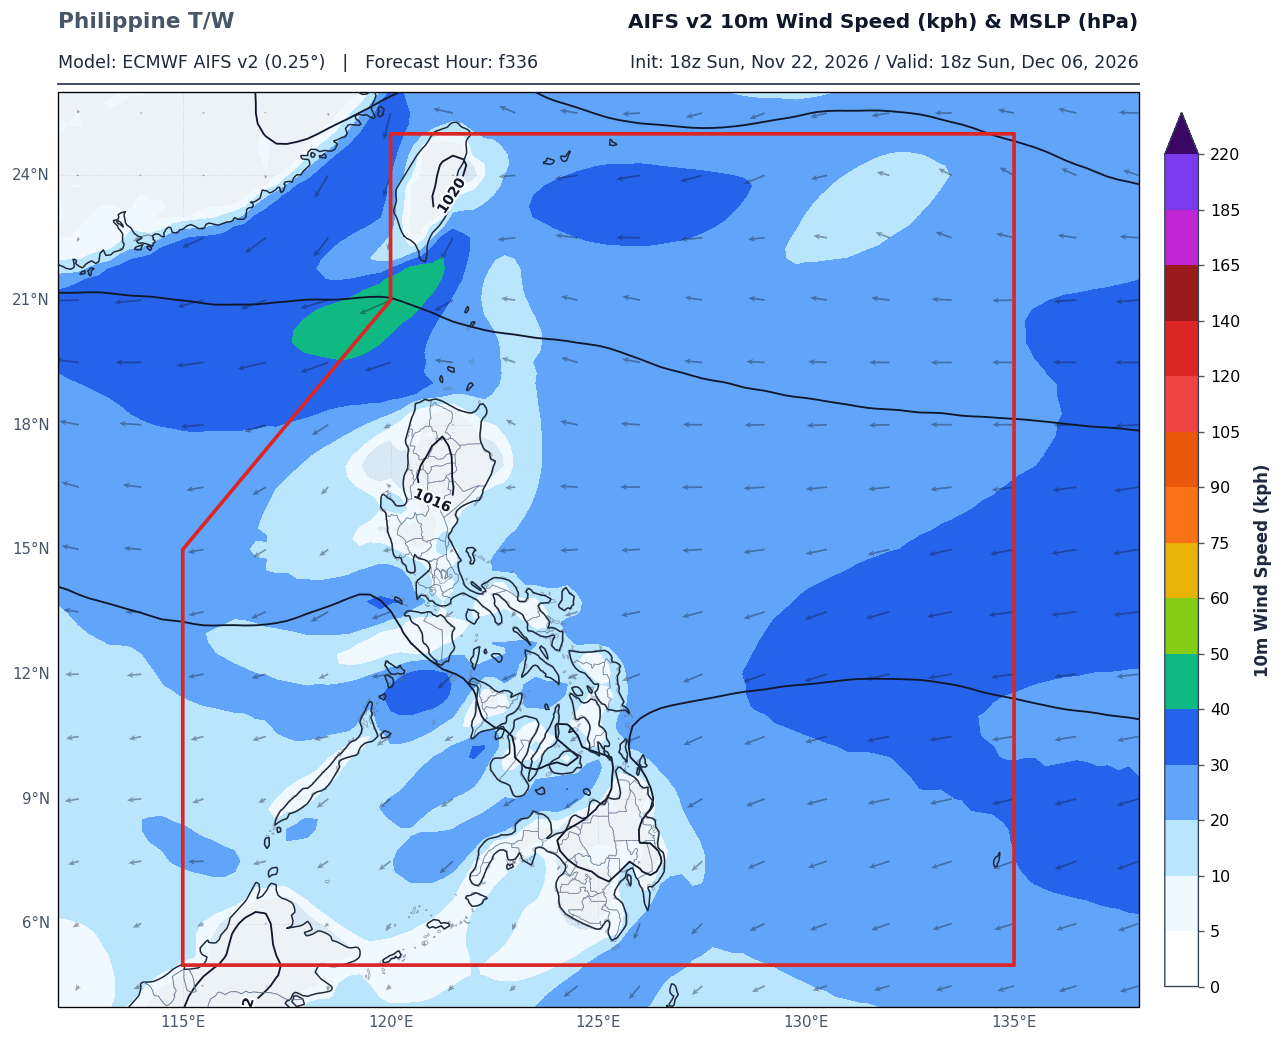 Philippine T/W
AIFS v2 10m Wind Speed (kph) & MSLP (hPa)
Model: ECMWF AIFS v2 (0.25°) | Forecast Hour: f336
Init: 18z Sun, Nov 22, 2026 / Valid: 18z Sun, Dec 06, 2026
24°N
21°N
18°N
15°N
12°N
9°N
6°N
1020
1016
2
115°E
120°E
125°E
130°E
135°E
220
185
165
140
120
105
90
75
60
50
40
30
20
10
5
0
10m Wind Speed (kph)